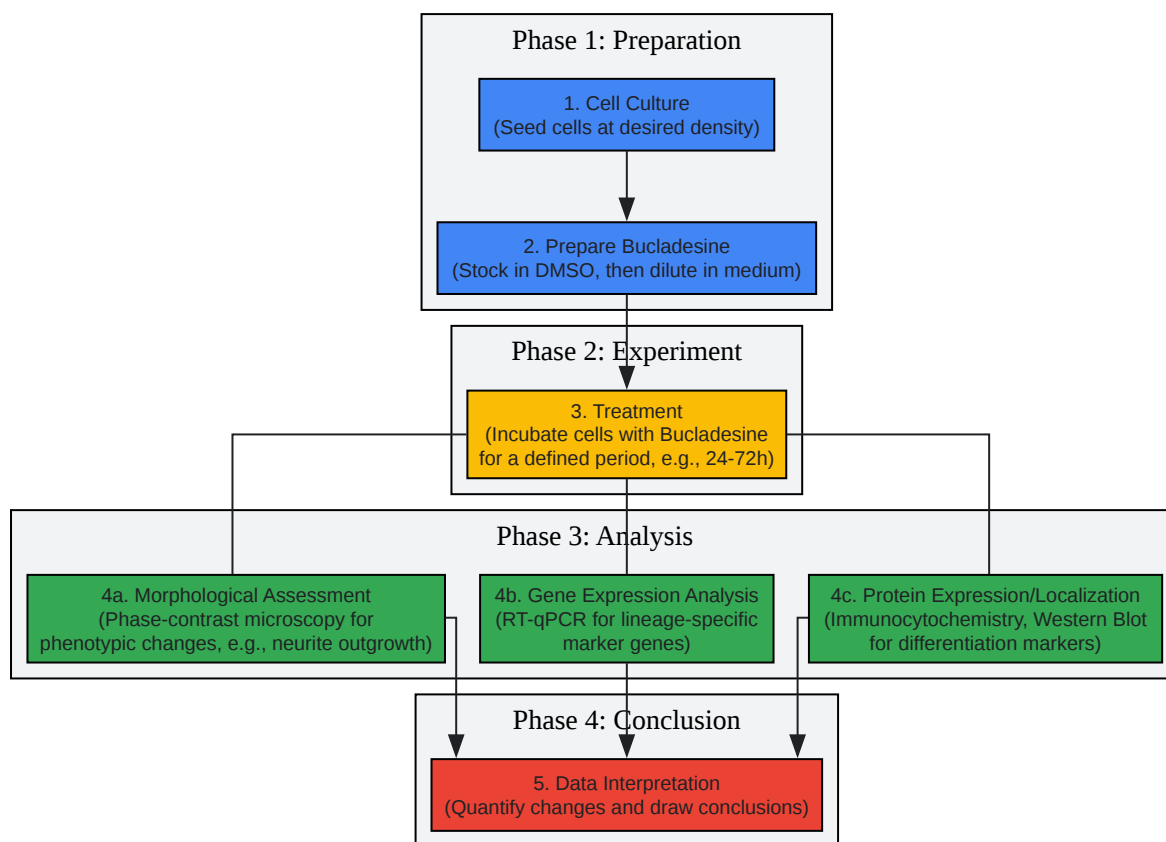 Phase 1: Preparation
1. Cell Culture
(Seed cells at desired density)
2. Prepare Bucladesine
(Stock in DMSO, then dilute in medium)
Phase 2: Experiment
3. Treatment
(Incubate cells with Bucladesine
for a defined period, e.g., 24-72h)
Phase 3: Analysis
4a. Morphological Assessment
(Phase-contrast microscopy for
phenotypic changes, e.g., neurite outgrowth)
4b. Gene Expression Analysis
(RT-qPCR for lineage-specific
marker genes)
4c. Protein Expression/Localization
(Immunocytochemistry, Western Blot
for differentiation markers)
Phase 4: Conclusion
5. Data Interpretation
(Quantify changes and draw conclusions)